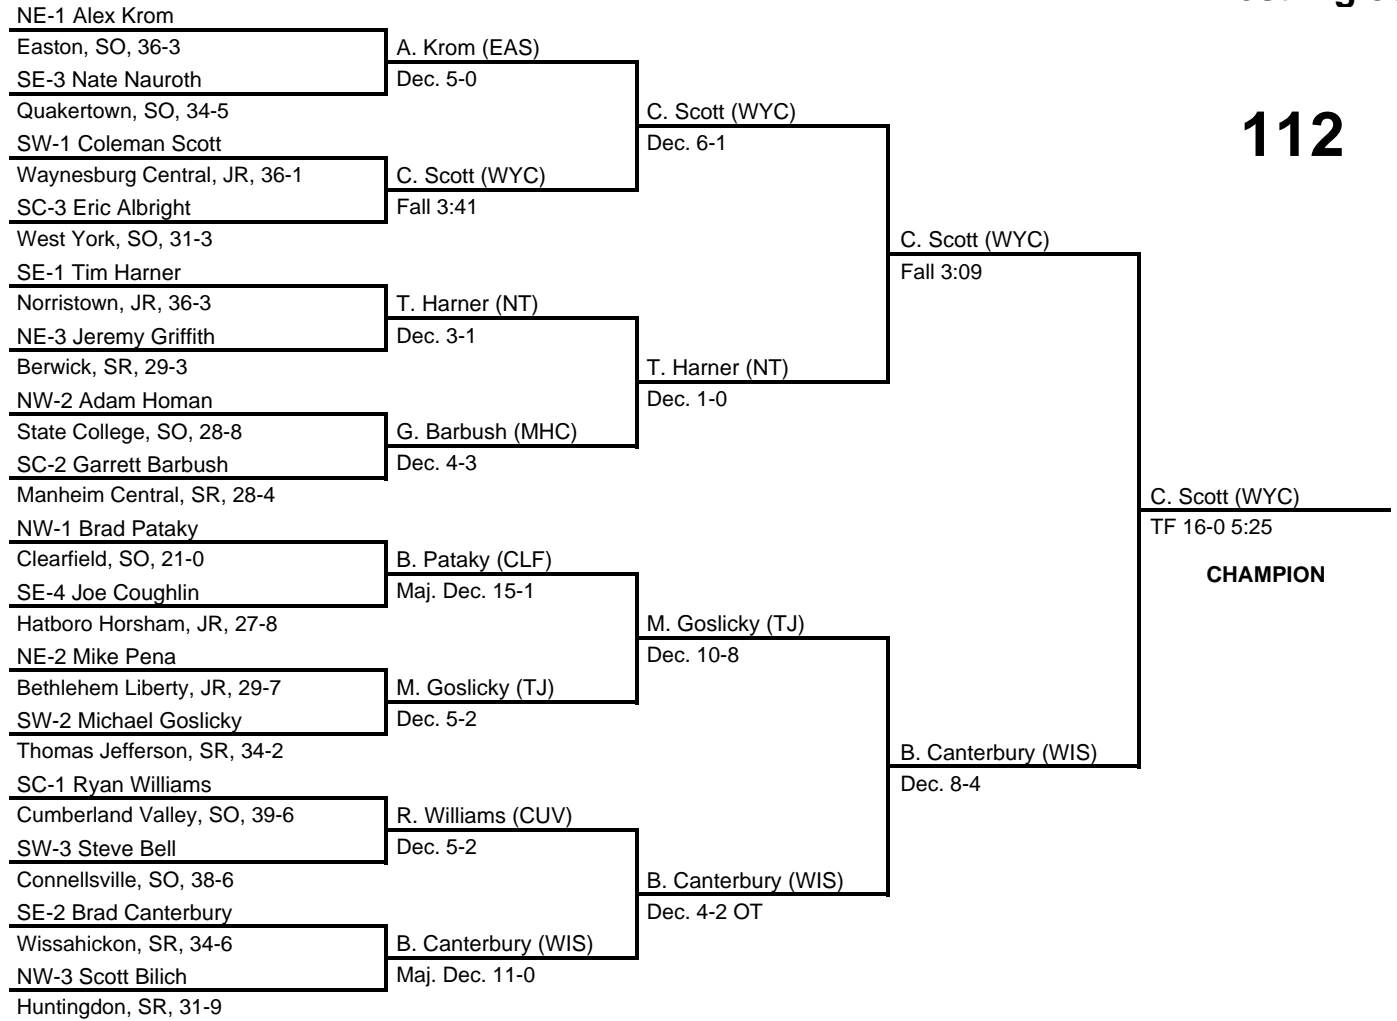 NE-1 Alex Krom
Easton, SO, 36-3
SE-3 Nate Nauroth
Quakertown, SO, 34-5
SW-1 Coleman Scott
Waynesburg Central, JR, 36-1
SC-3 Eric Albright
West York, SO, 31-3
SE-1 Tim Harner
Norristown, JR, 36-3
NE-3 Jeremy Griffith
Berwick, SR, 29-3
NW-2 Adam Homan
State College, SO, 28-8
SC-2 Garrett Barbush
Manheim Central, SR, 28-4
NW-1 Brad Pataky
Clearfield, SO, 21-0
SE-4 Joe Coughlin
Hatboro Horsham, JR, 27-8
NE-2 Mike Pena
Bethlehem Liberty, JR, 29-7
SW-2 Michael Goslicky
Thomas Jefferson, SR, 34-2
SC-1 Ryan Williams
Cumberland Valley, SO, 39-6
SW-3 Steve Bell
Connellsville, SO, 38-6
SE-2 Brad Canterbury
Wissahickon, SR, 34-6
NW-3 Scott Bilich
Huntingdon, SR, 31-9
A. Krom (EAS)
Dec. 5-0
C. Scott (WYC)
Fall 3:41
T. Harner (NT)
Dec. 3-1
G. Barbush (MHC)
Dec. 4-3
B. Pataky (CLF)
Maj. Dec. 15-1
M. Goslicky (TJ)
Dec. 5-2
R. Williams (CUV)
Dec. 5-2
B. Canterbury (WIS)
Maj. Dec. 11-0
C. Scott (WYC)
Dec. 6-1
T. Harner (NT)
Dec. 1-0
M. Goslicky (TJ)
Dec. 10-8
B. Canterbury (WIS)
Dec. 4-2 OT
C. Scott (WYC)
Fall 3:09
B. Canterbury (WIS)
Dec. 8-4
112
C. Scott (WYC)
TF 16-0 5:25
CHAMPION